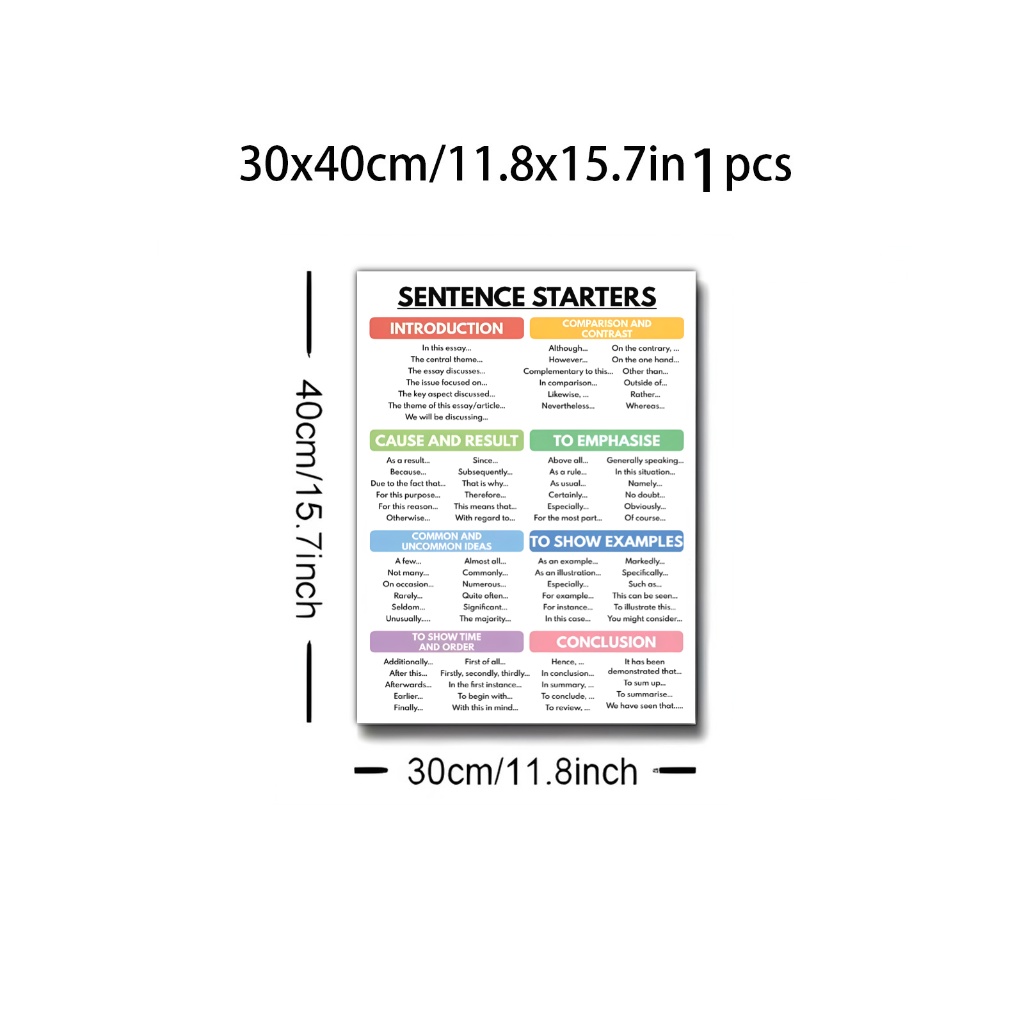 30x40cm/11.8x15.7in 1 pcs
40cm/15.7inch
SENTENCE STARTERS
INTRODUCTION
In this essay...
The central theme...
The essay discusses...
The issue focused on...
The key aspect discussed...
The theme of this essay/article...
We will be discussing...
COMPARISON AND
CONTRAST
Although... On the contrary, ...
However... On the one hand...
Complementary to this... Other than...
In comparison... Outside of...
Likewise, ... Rather...
Nevertheless... Whereas...
CAUSE AND RESULT
As a result... Since...
Because... Subsequently...
Due to the fact that... That is why...
For this purpose... Therefore...
For this reason... This means that...
Otherwise... With regard to...
TO EMPHASISE
Above all... Generally speaking...
As a rule... In this situation...
As usual... Namely...
Certainly... No doubt...
Especially... Obviously...
For the most part... Of course...
COMMON AND
UNCOMMON IDEAS
A few... Almost all...
Not many... Commonly...
On occasion... Numerous...
Rarely... Quite often...
Seldom... Significant...
Unusually..... The majority...
TO SHOW EXAMPLES
As an example... Markedly...
As an illustration... Specifically...
Especially... Such as...
For example... This can be seen...
For instance... To illustrate this...
In this case... You might consider...
TO SHOW TIME
AND ORDER
Additionally... First of all...
After this... Firstly, secondly, thirdly...
Afterwards... In the first instance...
Earlier... To begin with...
Finally... With this in mind...
CONCLUSION
Hence, ... It has been
demonstrated that...
In conclusion... To sum up...
In summary, ... To summarise...
To conclude, ... We have seen that.....
To review, ...
30cm/11.8inch